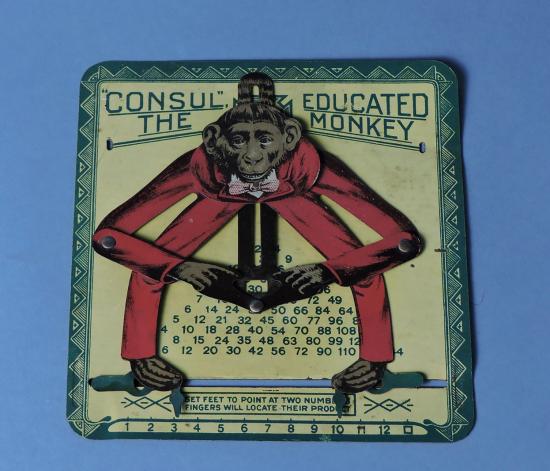 "CONSUL", EDUCATED
THE MONKEY
9
30
7 72 49
6 14 24 50 66 64
5 12 21 32 45 60 77 96
10 18 28 40 54 70 88 108
8 15 24 35 48 63 80 99 120
6 12 20 30 42 56 72 90 110
SET FEET TO POINT AT TWO NUMBERS
FINGERS WILL LOCATE THEIR PRODUCT
1 2 3 4 5 6 7 8 9 10 11 12 □